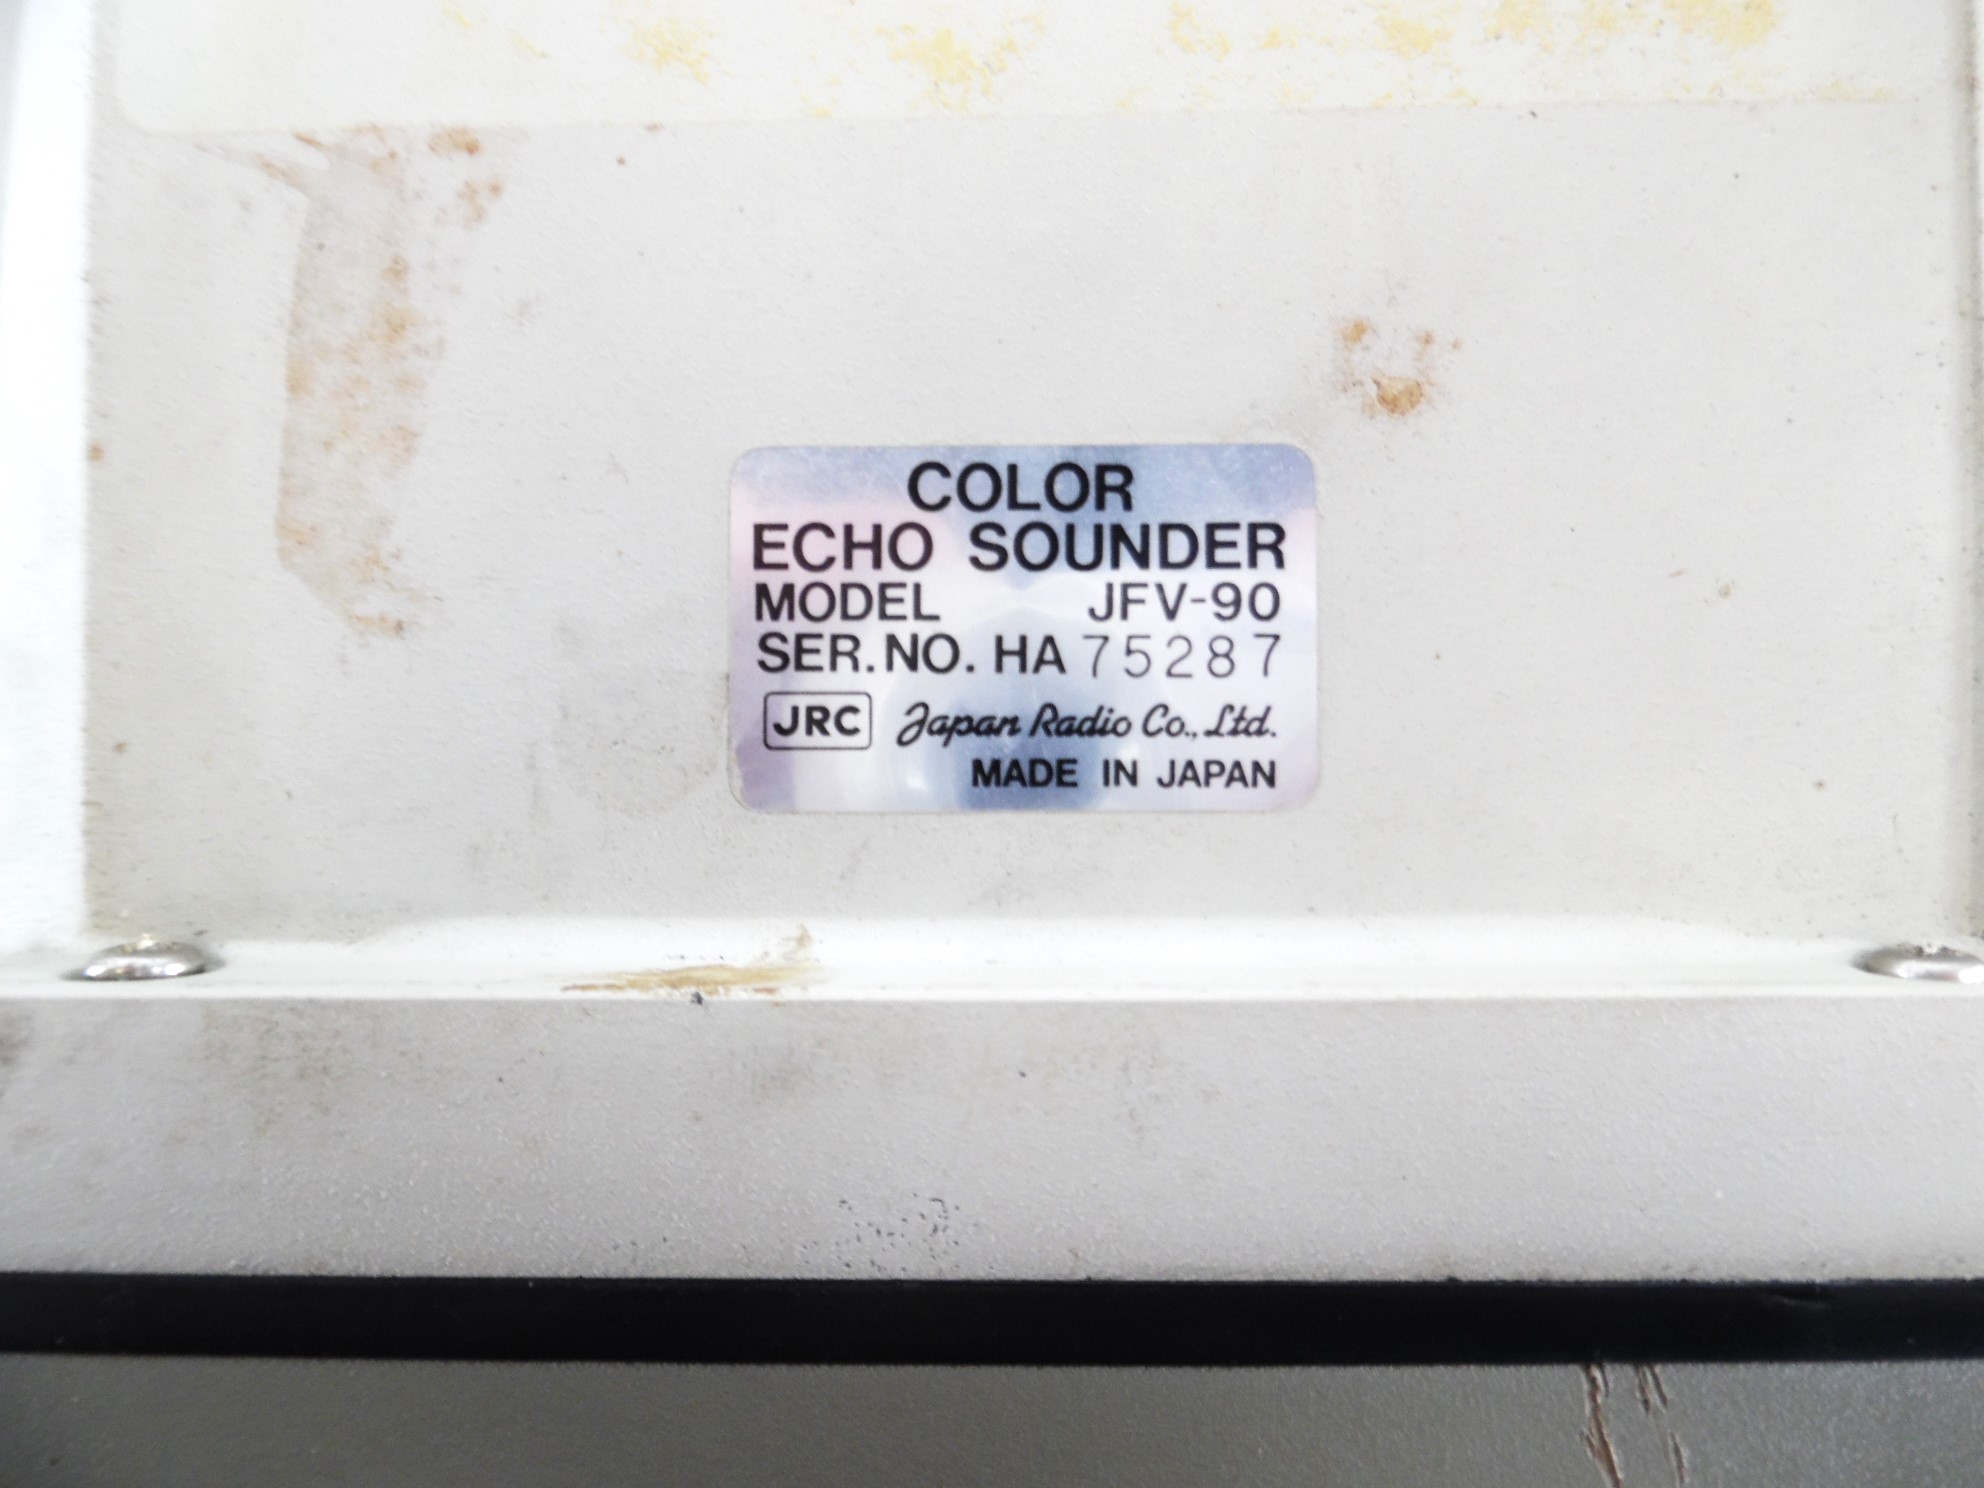 COLOR
ECHO SOUNDER
MODEL JFV-90
SER.NO. HA 75287
JRC Japan Radio Co., Ltd.
MADE IN JAPAN